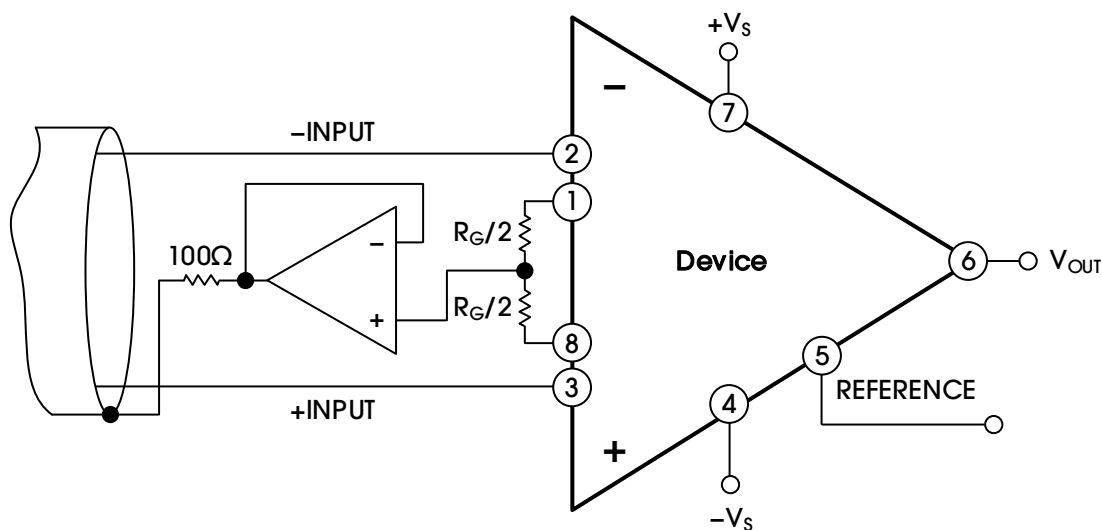 +VS
−
7
−INPUT
2
1
100Ω
−
RG/2
Device
6
VOUT
+
RG/2
8
5
3
REFERENCE
+INPUT
4
+
−VS